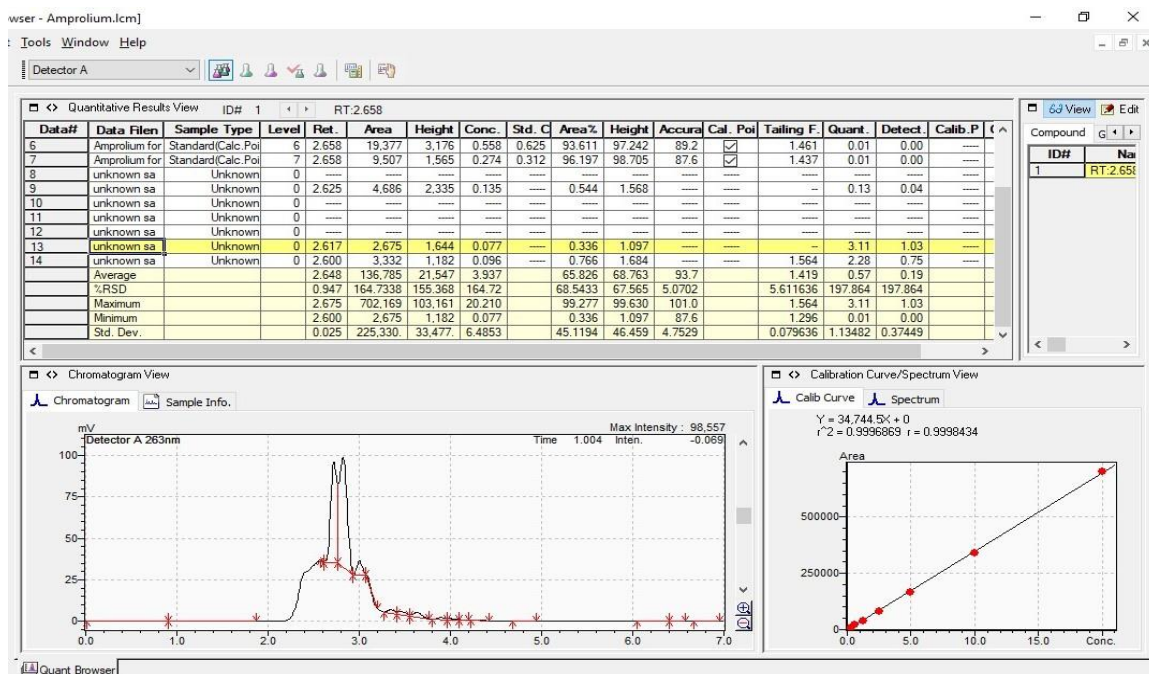 wser - Amprolium.lcm]
Tools Window Help
Detector A
Quantitative Results View ID# 1 RT:2.658
Data# Data Filen Sample Type Level Ret. Area Height Conc. Std. C Area% Height Accura Cal. Poi Tailing F. Quant. Detect. Calib.P
6 Amprolium for Standard(Calc.Poi 6 2.658 19,377 3,176 0.558 0.625 93.611 97.242 89.2 1.461 0.01 0.00 -----
7 Amprolium for Standard(Calc.Poi 7 2.658 9,507 1,565 0.274 0.312 96.197 98.705 87.6 1.437 0.01 0.00 -----
8 unknown sa Unknown 0 ----- ----- ----- ----- ----- ----- ----- ----- ----- ----- ----- ----- -----
9 unknown sa Unknown 0 2.625 4,686 2,335 0.135 ----- 0.544 1.568 ----- ----- -- 0.13 0.04 -----
10 unknown sa Unknown 0 ----- ----- ----- ----- ----- ----- ----- ----- ----- ----- ----- ----- -----
11 unknown sa Unknown 0 ----- ----- ----- ----- ----- ----- ----- ----- ----- ----- ----- ----- -----
12 unknown sa Unknown 0 ----- ----- ----- ----- ----- ----- ----- ----- ----- ----- ----- ----- -----
13 unknown sa Unknown 0 2.617 2,675 1,644 0.077 ----- 0.336 1.097 ----- ----- -- 3.11 1.03 -----
14 unknown sa Unknown 0 2.600 3,332 1,182 0.096 ----- 0.766 1.684 ----- ----- 1.564 2.28 0.75 -----
Average 2.648 136,785 21,547 3.937 65.826 68.763 93.7 1.419 0.57 0.19
%RSD 0.947 164.7338 155.368 164.72 68.5433 67.565 5.0702 5.611636 197.864 197.864
Maximum 2.675 702,169 103,161 20.210 99.277 99.630 101.0 1.564 3.11 1.03
Minimum 2.600 2,675 1,182 0.077 0.336 1.097 87.6 1.296 0.01 0.00
Std. Dev. 0.025 225,330. 33,477. 6.4853 45.1194 46.459 4.7529 0.079636 1.13482 0.37449
View Edit
Compound G
ID# Na
1 RT:2.658
Chromatogram View
Chromatogram Sample Info.
mV Max Intensity : 98,557
Detector A 263nm Time 1.004 Inten. -0.069
100
75
50
25
0
0.0 1.0 2.0 3.0 4.0 5.0 6.0 7.0
Calibration Curve/Spectrum View
Calib Curve Spectrum
Y = 34,744.5X + 0
r^2 = 0.9996869 r = 0.9998434
Area
500000
250000
0
0.0 5.0 10.0 15.0 Conc.
Quant Browser